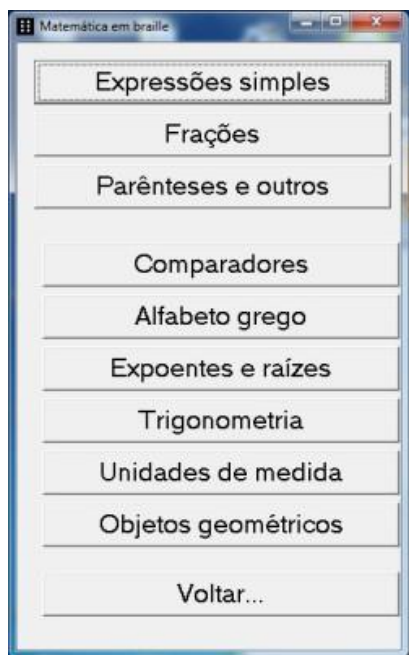 Matemática em braille
Expressões simples
Frações
Parênteses e outros
Comparadores
Alfabeto grego
Expoentes e raízes
Trigonometria
Unidades de medida
Objetos geométricos
Voltar...